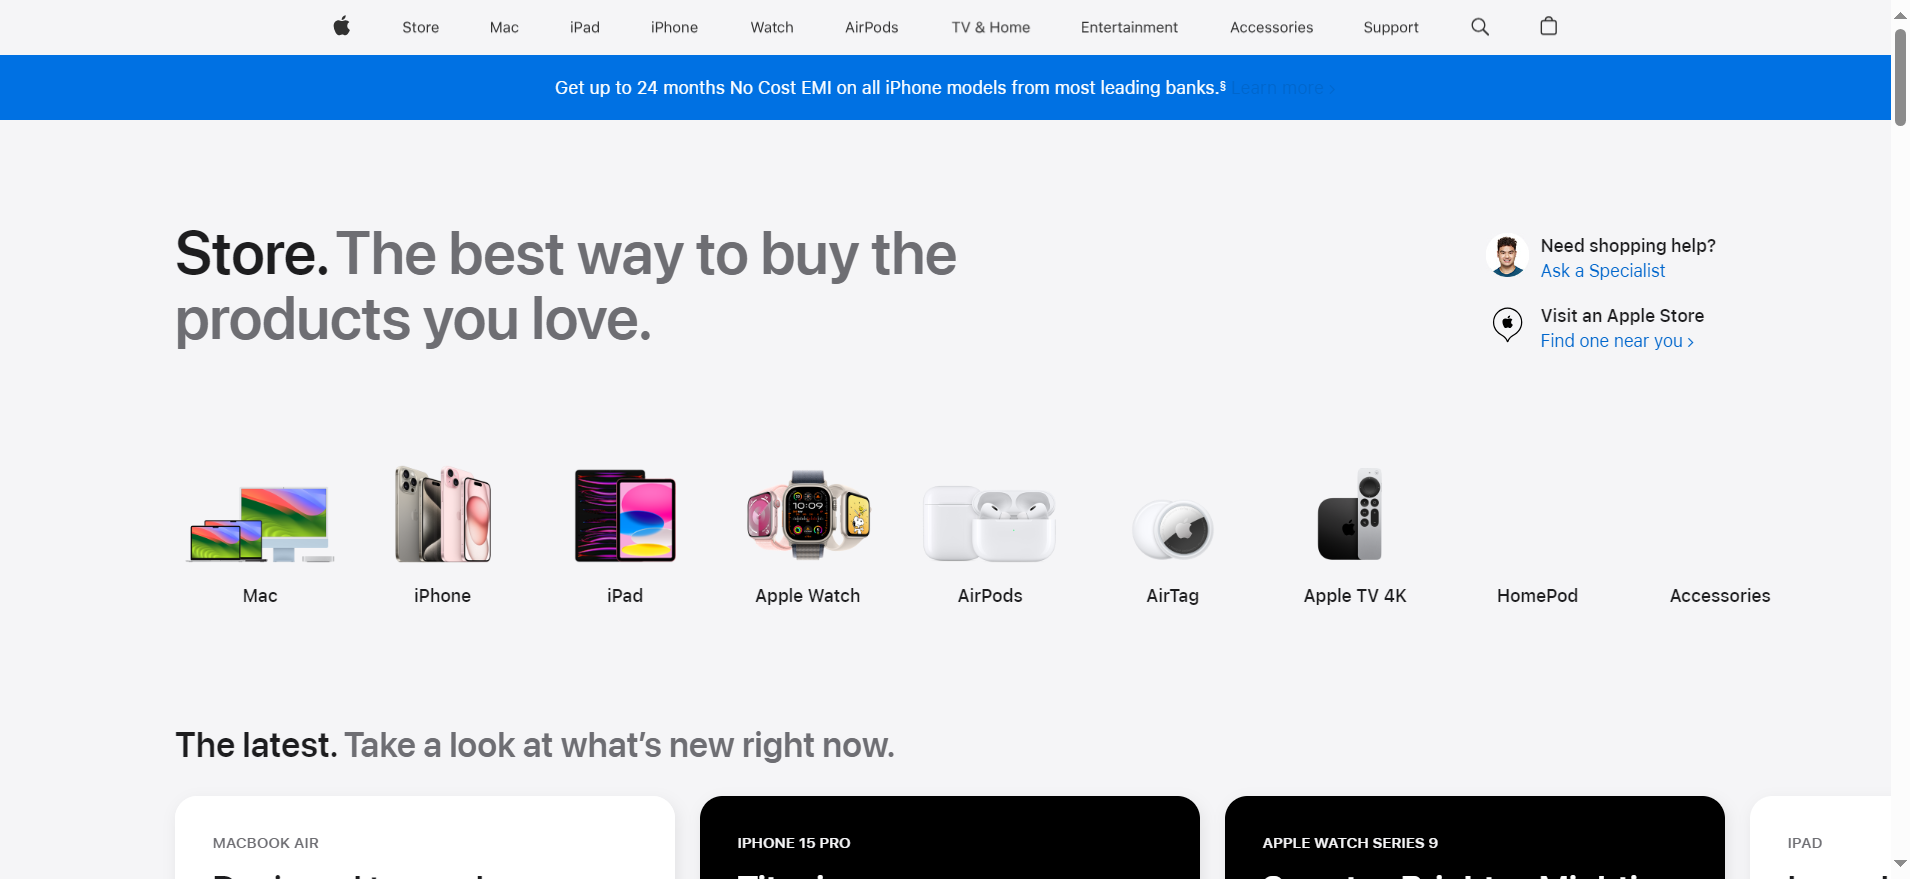 Store
Mac
iPad
iPhone
Watch
AirPods
TV & Home
Entertainment
Accessories
Support
Get up to 24 months No Cost EMI on all iPhone models from most leading banks.§ Learn more ›
Store. The best way to buy the
products you love.
Need shopping help?
Ask a Specialist
Visit an Apple Store
Find one near you ›
10:09
Mac
iPhone
iPad
Apple Watch
AirPods
AirTag
Apple TV 4K
HomePod
Accessories
The latest. Take a look at what’s new right now.
MACBOOK AIR
IPHONE 15 PRO
APPLE WATCH SERIES 9
IPAD